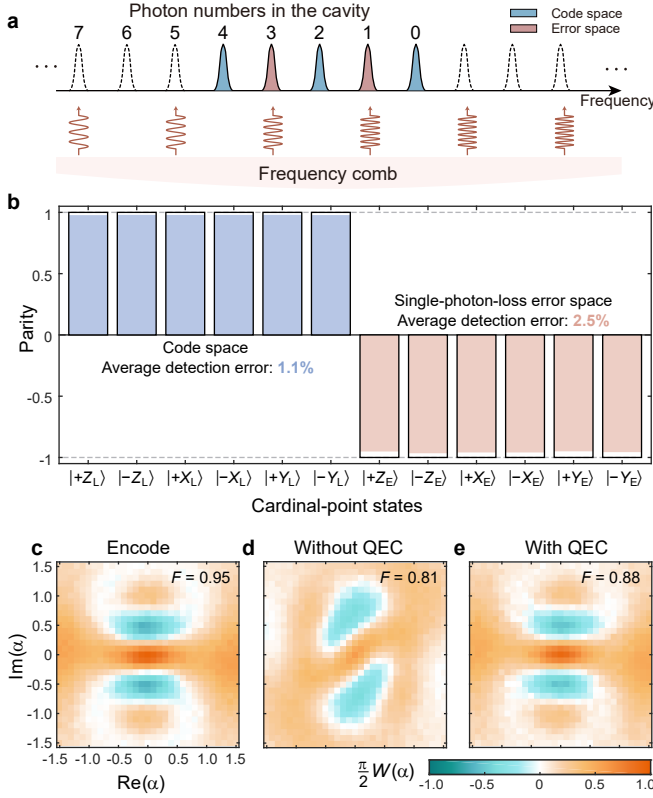 a
Photon numbers in the cavity
Code space
Error space
7 6 5 4 3 2 1 0
... ...
Frequency
Frequency comb
b
Parity
1
0.5
0
-0.5
-1
Single-photon-loss error space
Average detection error: 2.5%
Code space
Average detection error: 1.1%
|+Z_L⟩ |−Z_L⟩ |+X_L⟩ |−X_L⟩ |+Y_L⟩ |−Y_L⟩ |+Z_E⟩ |−Z_E⟩ |+X_E⟩ |−X_E⟩ |+Y_E⟩ |−Y_E⟩
Cardinal-point states
c Encode
d Without QEC
e With QEC
F = 0.95
F = 0.81
F = 0.88
Im(α)
1.5
1.0
0.5
0
-0.5
-1.0
-1.5
-1.5 -1.0 -0.5 0 0.5 1.0 1.5
Re(α)
π/2 W(α)
-1.0 -0.5 0 0.5 1.0